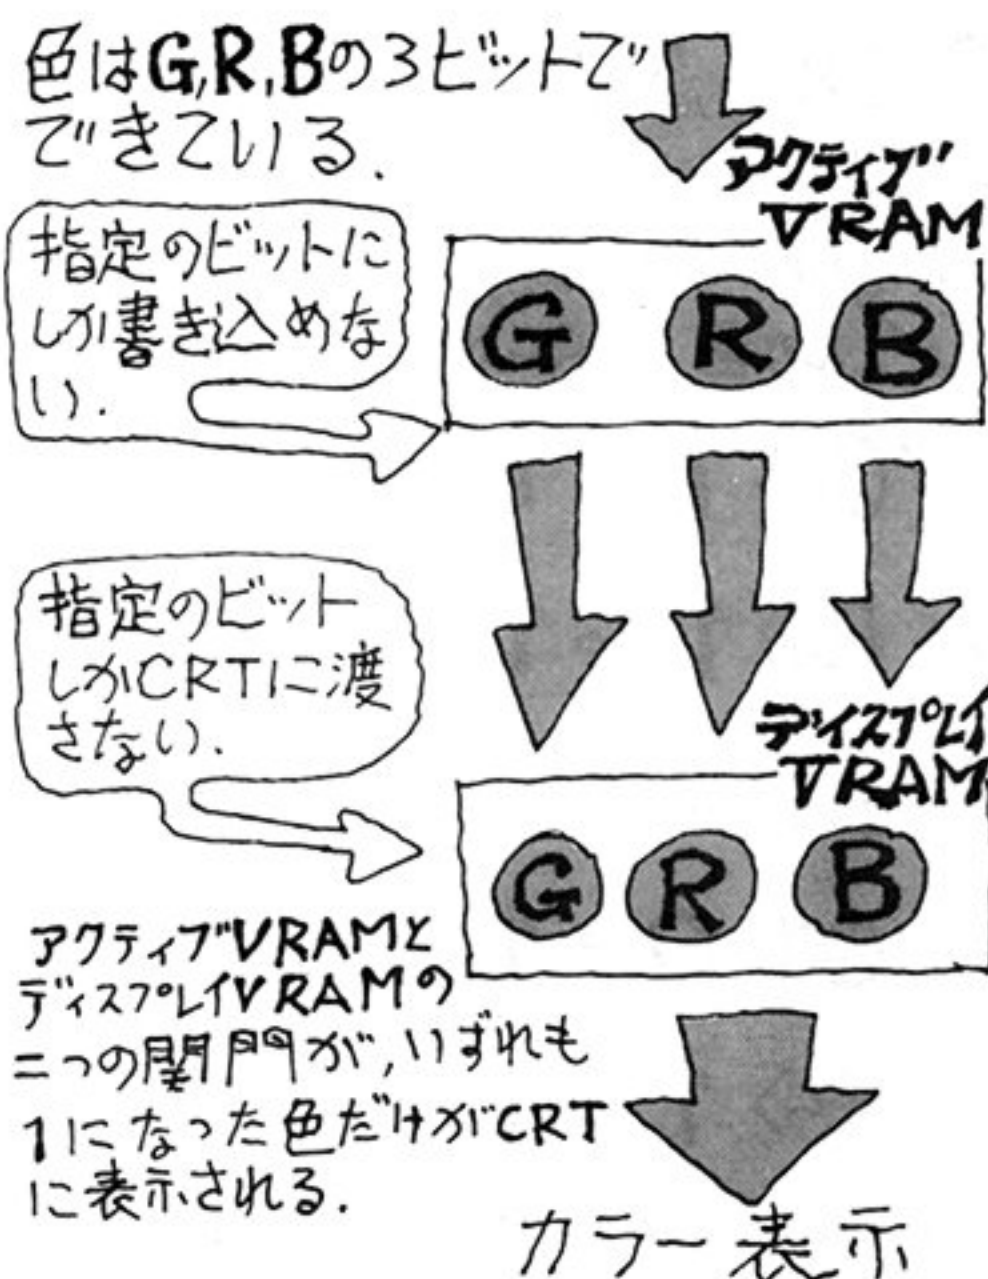 色はG,R,Bの3ビットで
できている.
アクティブ
VRAM
指定のビットに
しか書き込めな
い.
G R B
指定のビット
しかCRTに渡
さない.
ディスプレイ
VRAM
G R B
アクティブVRAMと
ディスプレイVRAMの
二つの関門が,いずれも
1になった色だけがCRT
に表示される.
カラー表示